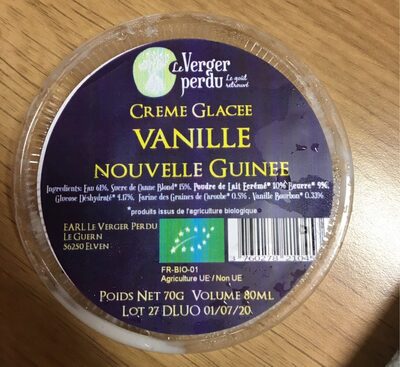 Le Verger
perdu Le goût
retrouvé
CREME GLACEE
VANILLE
NOUVELLE GUINEE
Ingredients: Eau 61%, Sucre de Canne Blond* 15%, Poudre de Lait Ecrémé* 10% Beurre* 9%,
Glucose Déshydraté* 4.17%, Farine des Graines de Caroube *0.5% , Vanille Bourbon* 0.33%.
*produits issus de l'agriculture biologique
EARL LE VERGER PERDU
LE GUERN
56250 ELVEN
FR-BIO-01
Agriculture UE / Non UE
POIDS NET 70G VOLUME 80ML
LOT 27 DLUO 01/07/20